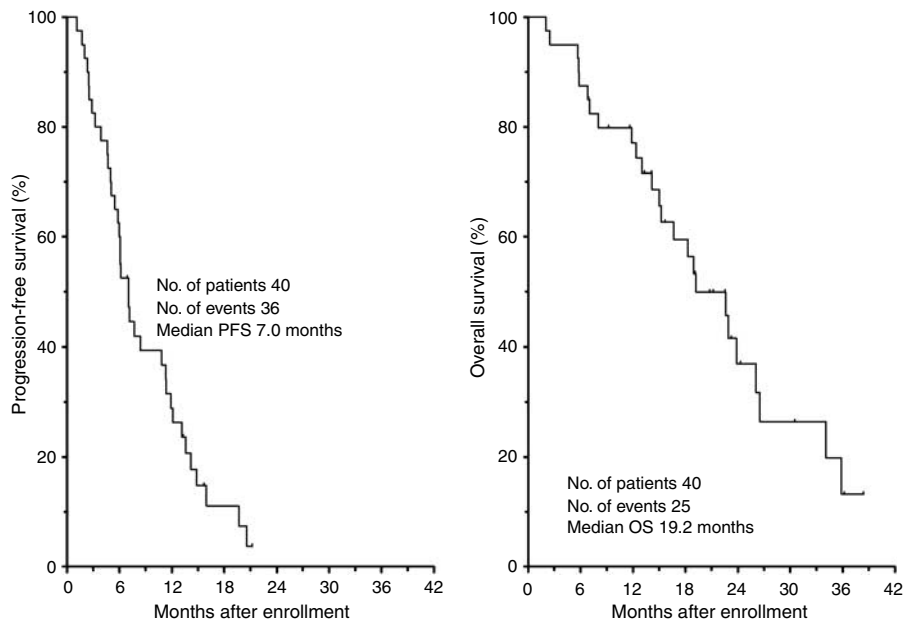 Progression-free survival (%)
100
80
60
40
20
0
No. of patients 40
No. of events 36
Median PFS 7.0 months
0 6 12 18 24 30 36 42
Months after enrollment
Overall survival (%)
100
80
60
40
20
0
No. of patients 40
No. of events 25
Median OS 19.2 months
0 6 12 18 24 30 36 42
Months after enrollment